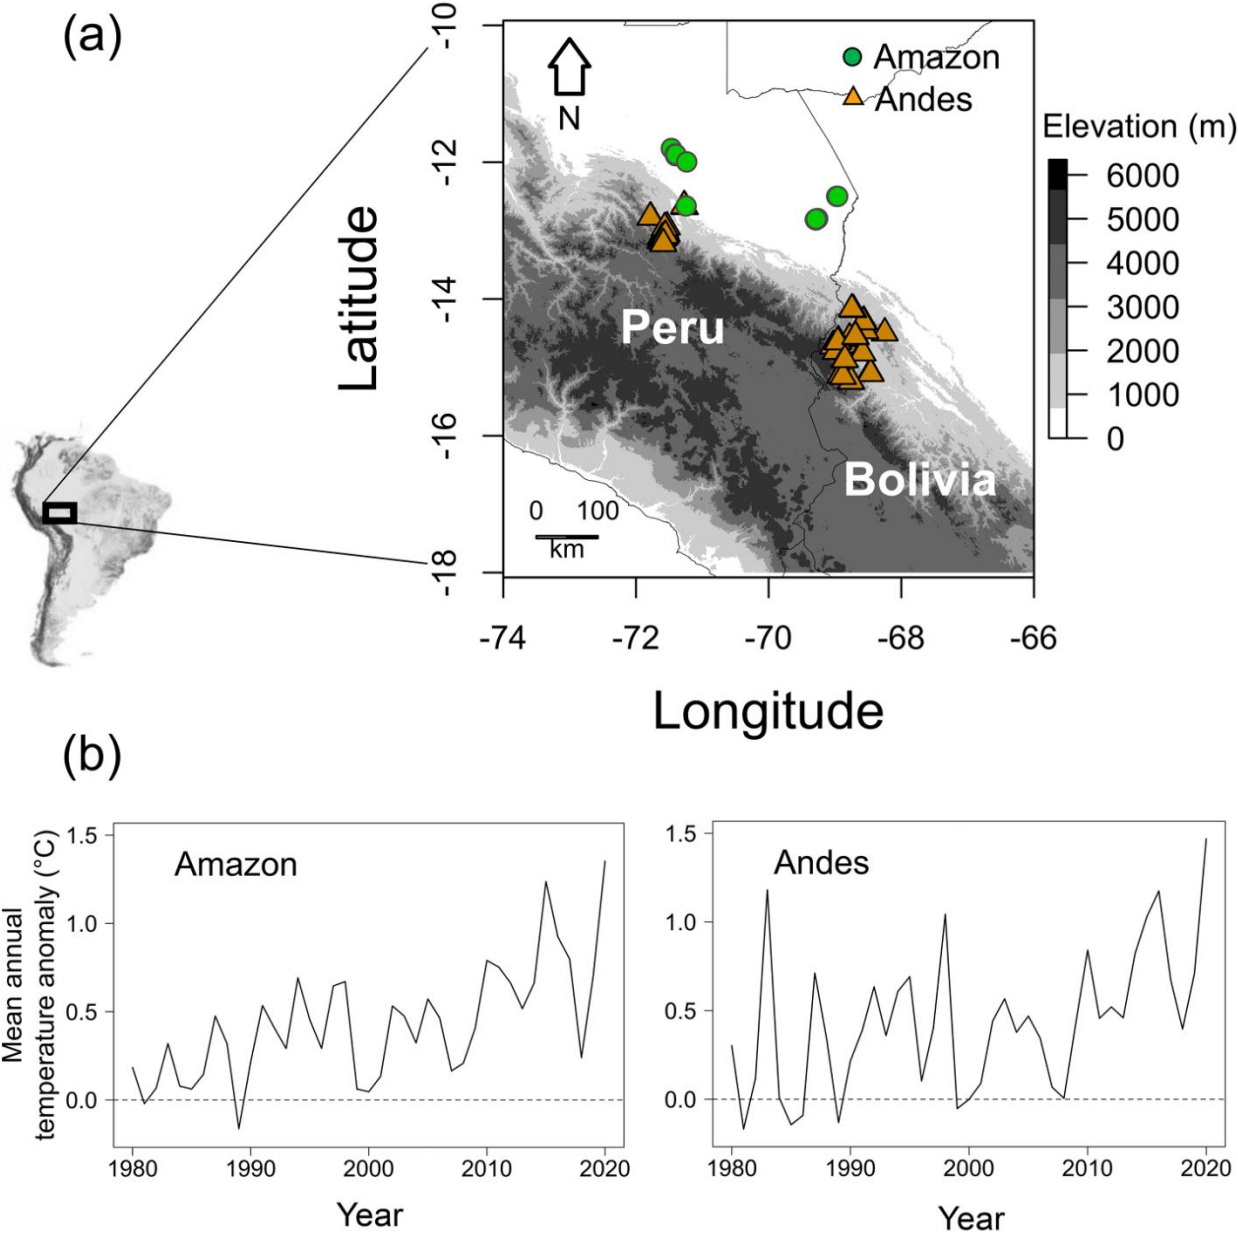 (a)
-10
-12
-14
-16
-18
Latitude
N
Amazon
Andes
Peru
Bolivia
0 100
km
Elevation (m)
6000
5000
4000
3000
2000
1000
0
-74 -72 -70 -68 -66
Longitude
(b)
Mean annual
temperature anomaly (°C)
1.5
1.0
0.5
0.0
Amazon
1980 1990 2000 2010 2020
Year
1.5
1.0
0.5
0.0
Andes
1980 1990 2000 2010 2020
Year